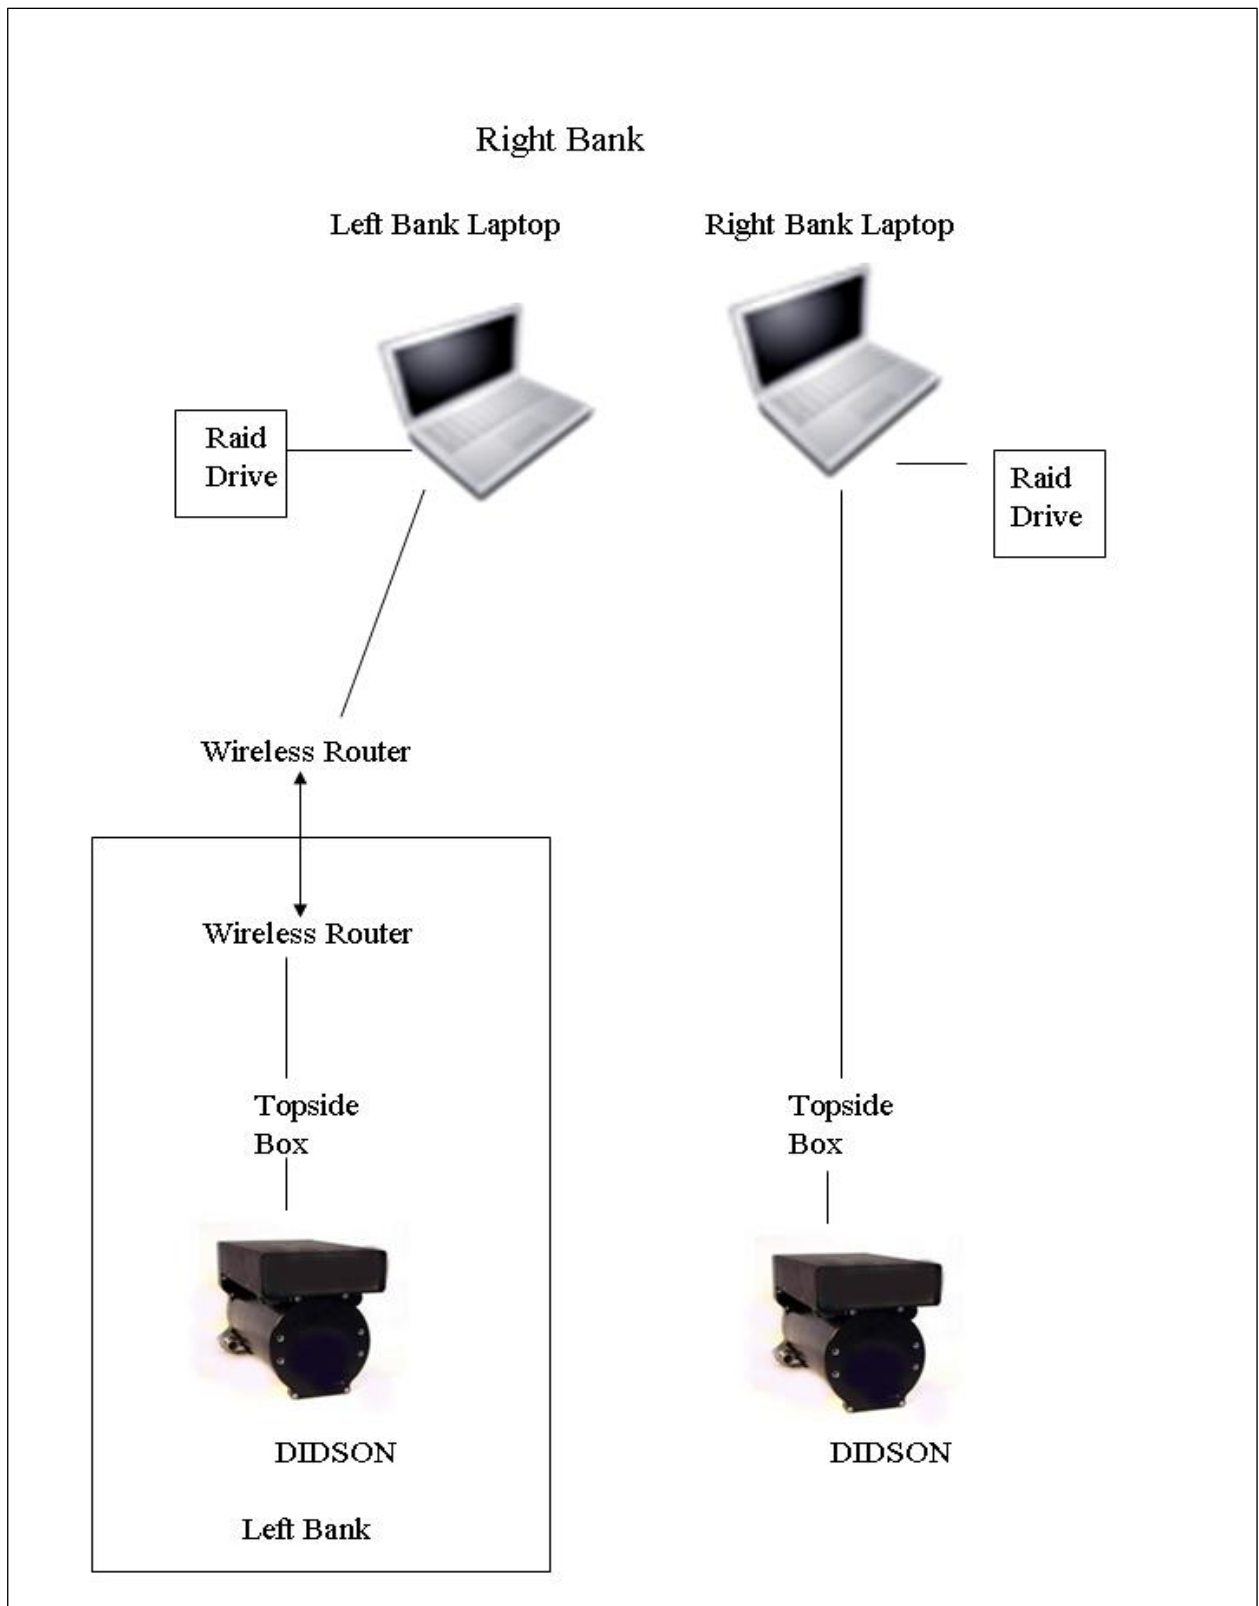 Right Bank
Left Bank Laptop
Right Bank Laptop
Raid
Drive
Raid
Drive
Wireless Router
Wireless Router
Topside
Box
Topside
Box
DIDSON
DIDSON
Left Bank